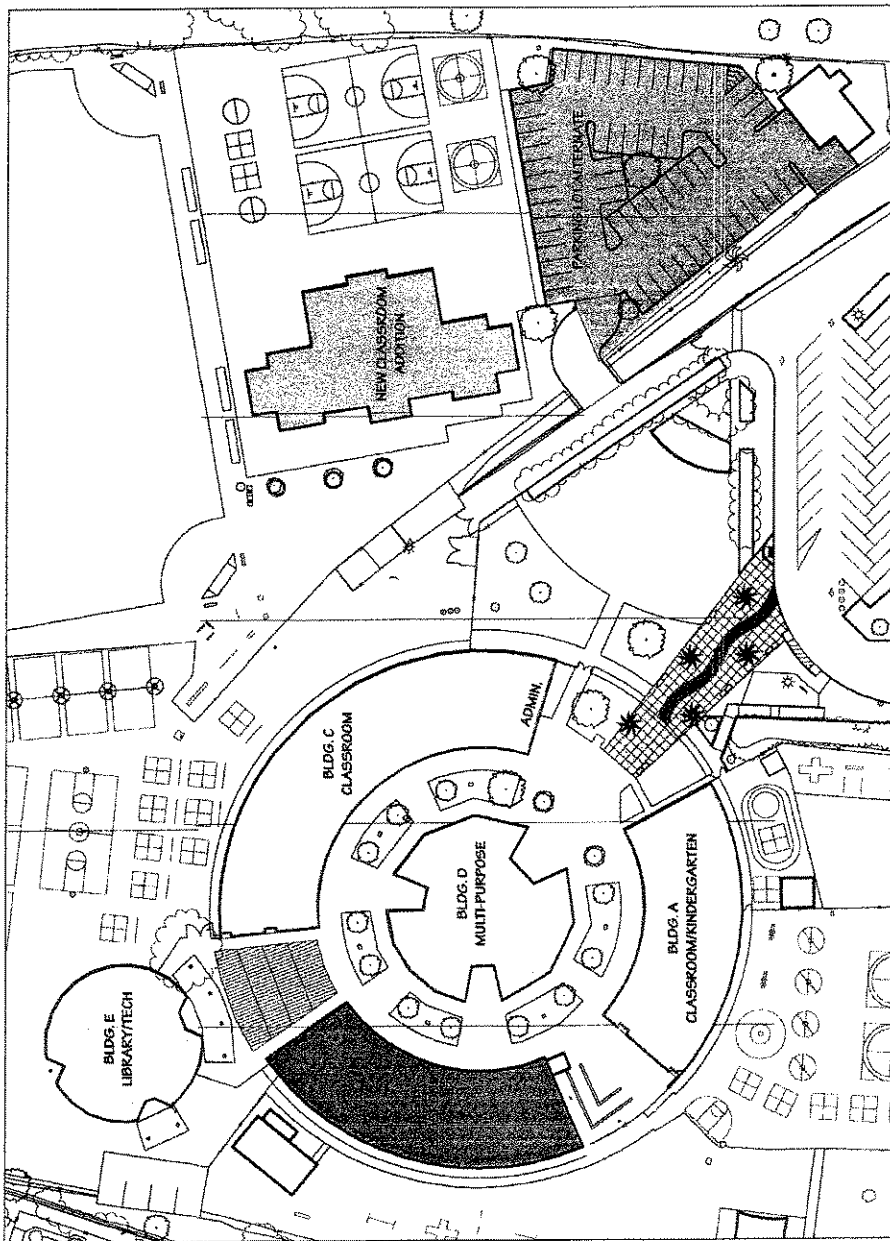 PARKING LOT/ALTERNATE
NEW CLASSROOM
ADDITION
BLDG. C
CLASSROOM
ADMIN.
BLDG. D
MULTI-PURPOSE
BLDG. A
CLASSROOM/KINDERGARTEN
BLDG. E
LIBRARY/TECH